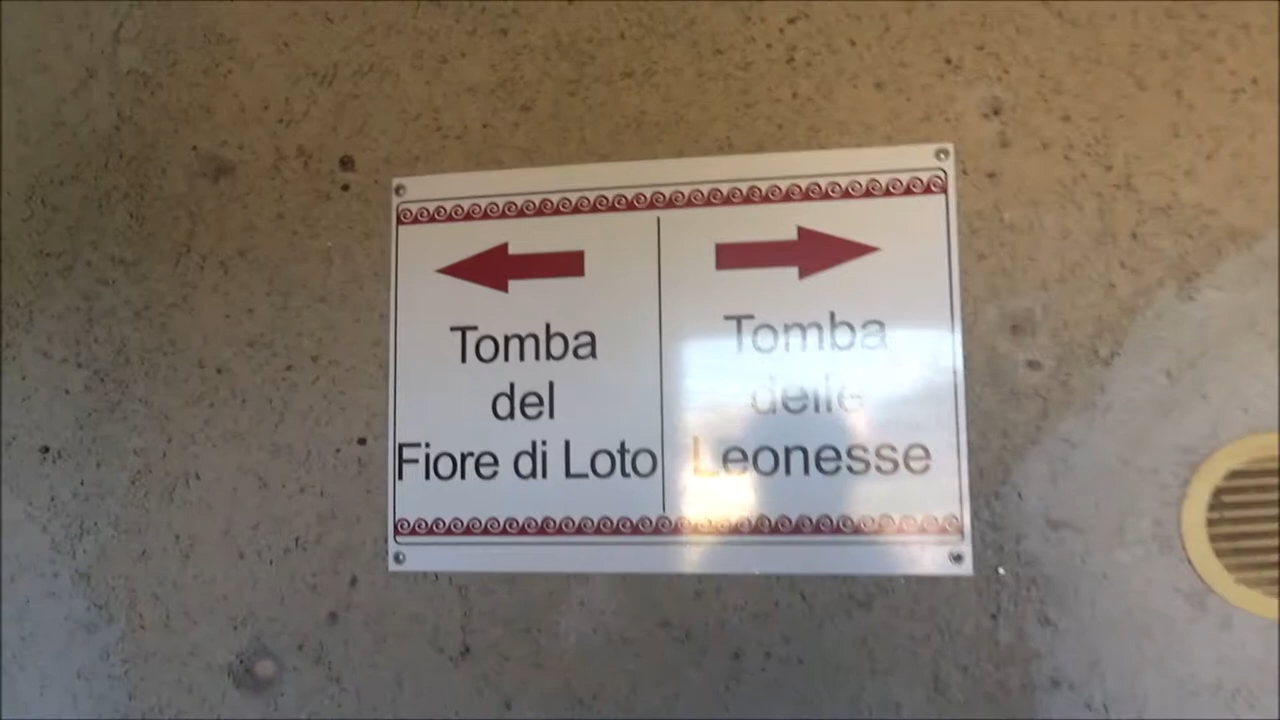 Tomba
del
Fiore di Loto
Tomba
delle
Leonesse